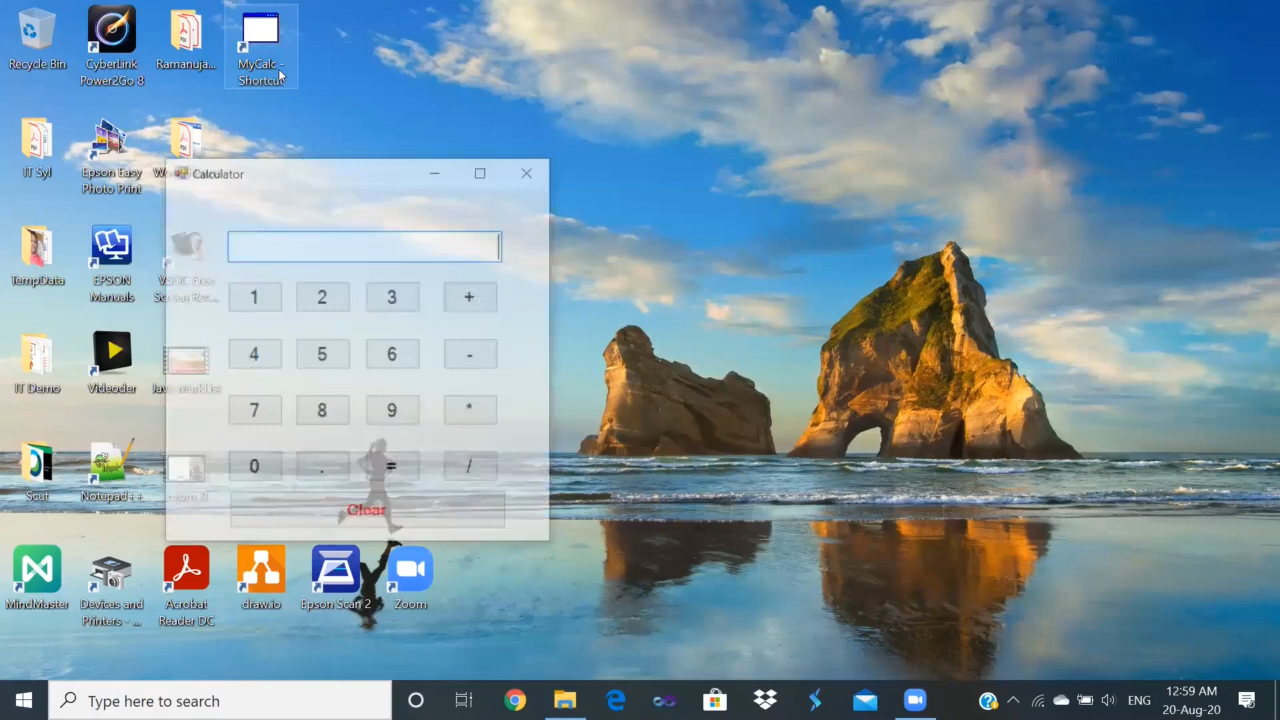 Recycle Bin
CyberLink
Power2Go 8
Ramanuja...
MyCalc -
Shortcut
IT Syl
Epson Easy
Photo Print
Calculator
TempData
EPSON
Manuals
1
2
3
+
4
5
6
-
IT Demo
Videoder
7
8
9
*
0
.
=
/
Scut
Notepad++
Clear
MindMaster
Devices and
Printers - ...
Acrobat
Reader DC
draw.io
Epson Scan 2
Zoom
Type here to search
ENG
12:59 AM
20-Aug-20